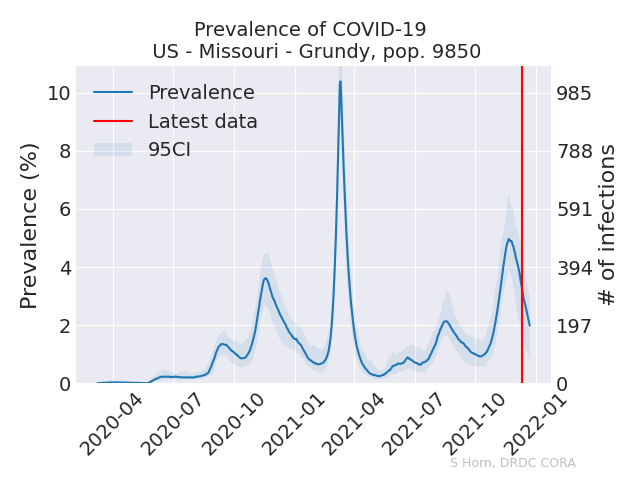 Prevalence of COVID-19
US - Missouri - Grundy, pop. 9850
Prevalence
Latest data
95CI
Prevalence (%)
10
8
6
4
2
0
985
788
591
394
197
0
# of infections
2020-04
2020-07
2020-10
2021-01
2021-04
2021-07
2021-10
2022-01
S Horn, DRDC CORA